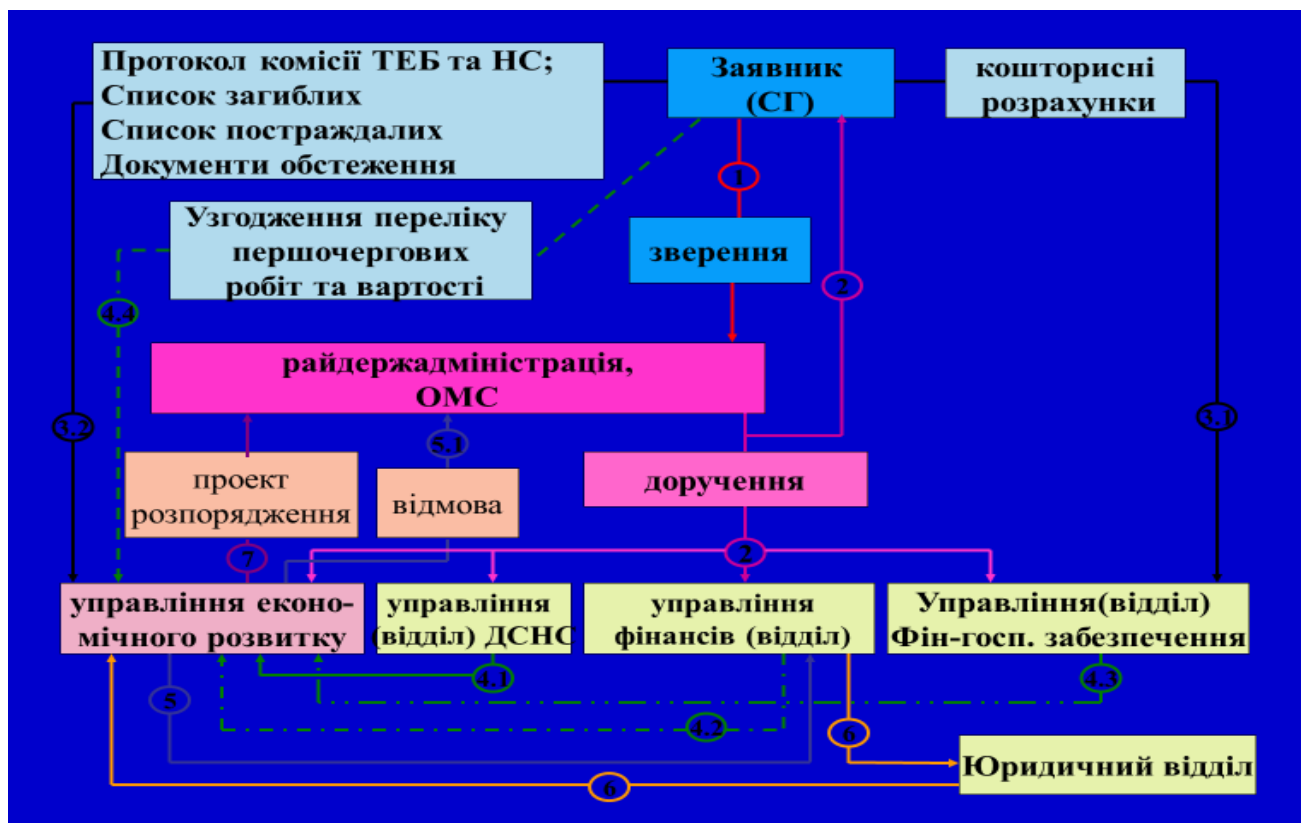 Протокол комісії ТЕБ та НС;
Список загиблих
Список постраждалих
Документи обстеження
Заявник
(СГ)
кошторисні
розрахунки
1
Узгодження переліку
першочергових
робіт та вартості
зверення
2
4.4
райдержадміністрація,
ОМС
3.2
5.1
3.1
проект
розпорядження
відмова
доручення
7
2
управління еконо-
мічного розвитку
управління
(відділ) ДСНС
управління
фінансів (відділ)
Управління(відділ)
Фін-госп. забезпечення
5
4.1
4.3
4.2
6
Юридичний відділ
6